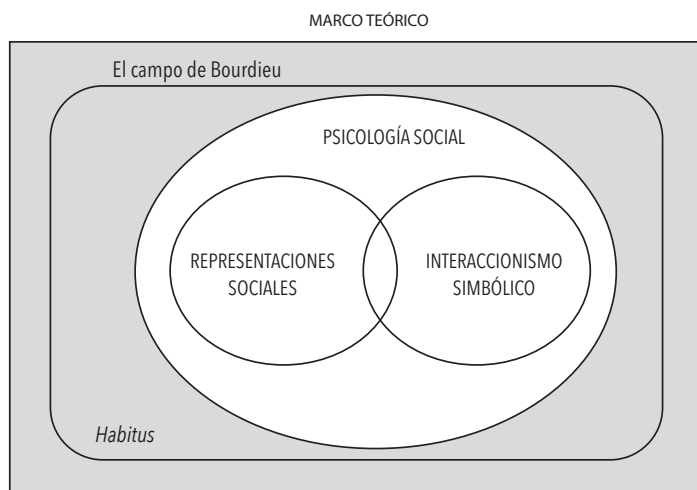 MARCO TEÓRICO
El campo de Bourdieu
PSICOLOGÍA SOCIAL
REPRESENTACIONES
SOCIALES
INTERACCIONISMO
SIMBÓLICO
Habitus